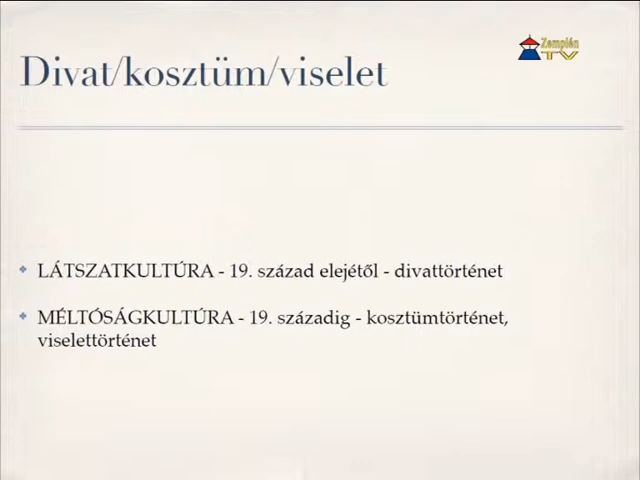 Zemplén
TV
Divat/kosztüm/viselet
LÁTSZATKULTÚRA - 19. század elejétől - divattörténet
MÉLTÓSÁGKULTÚRA - 19. századig - kosztümtörténet,
viselettörténet